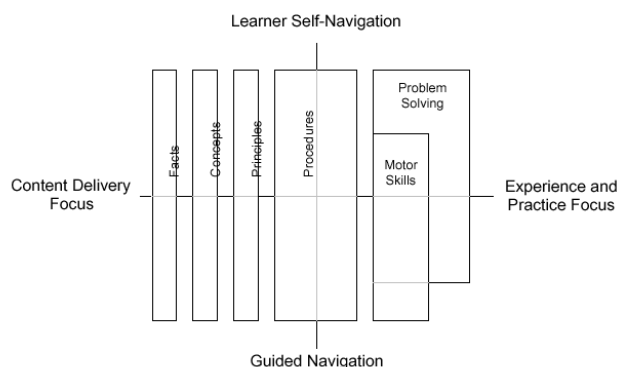 Learner Self-Navigation
Facts
Concepts
Principles
Procedures
Problem
Solving
Motor
Skills
Content Delivery
Focus
Experience and
Practice Focus
Guided Navigation